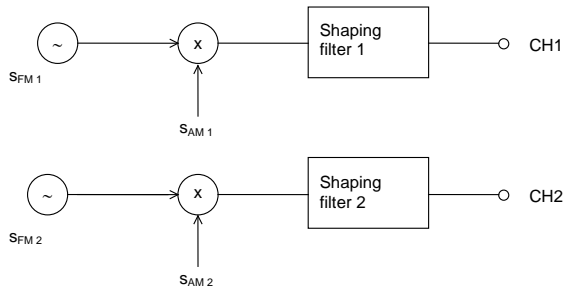 ~
x
Shaping
filter 1
CH1
sFM 1
sAM 1
~
x
Shaping
filter 2
CH2
sFM 2
sAM 2